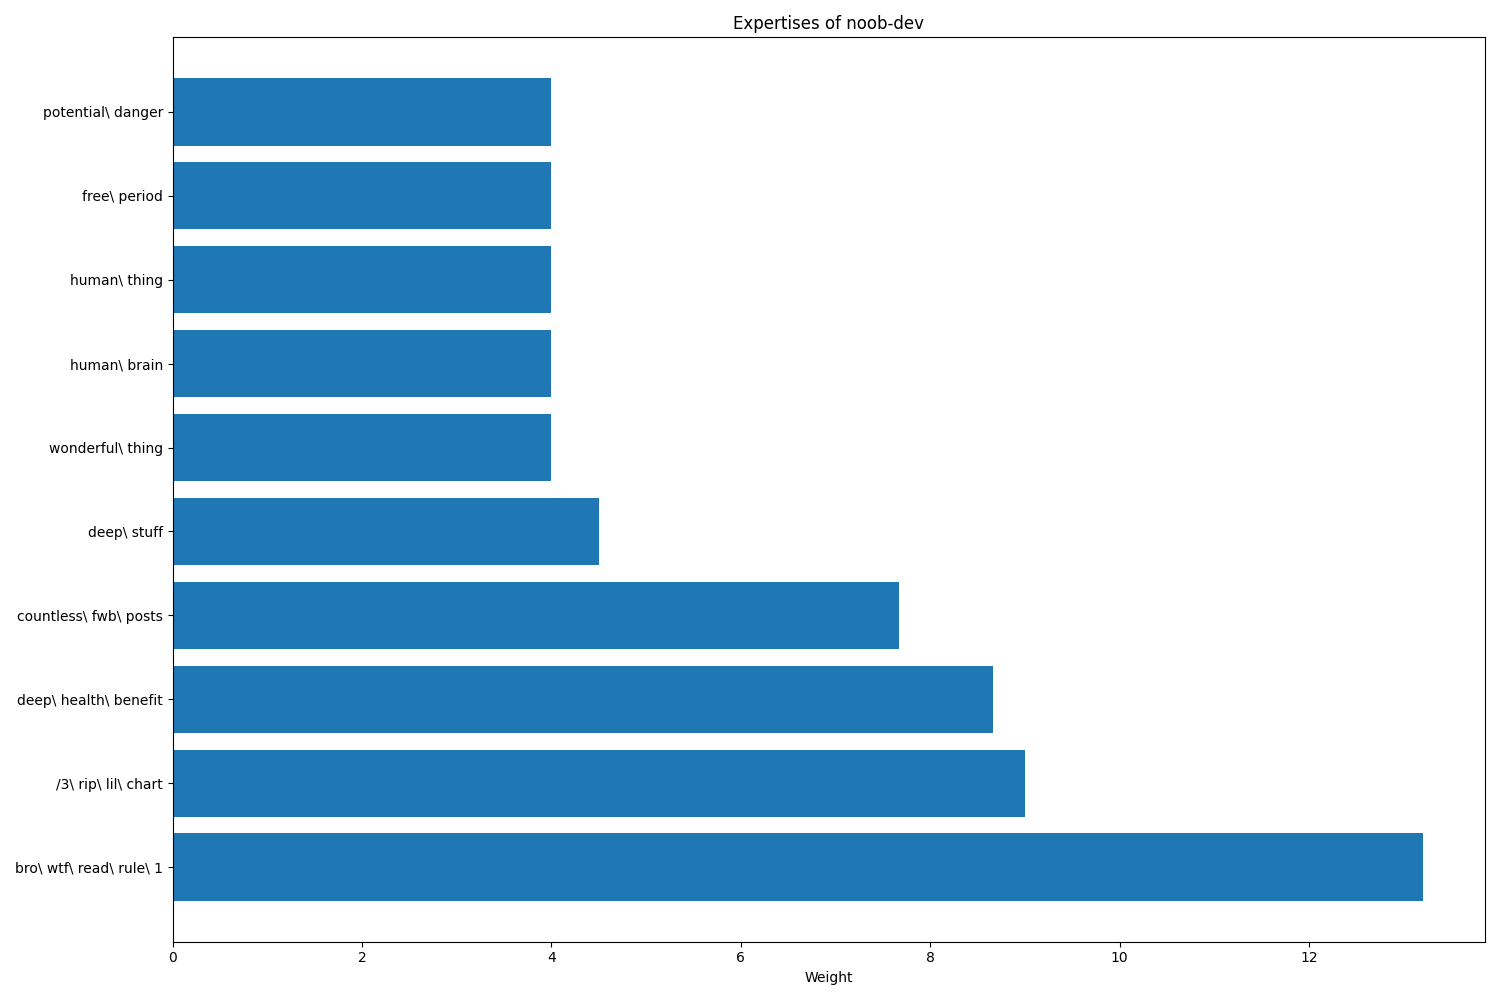 Expertises of noob-dev
potential\ danger
free\ period
human\ thing
human\ brain
wonderful\ thing
deep\ stuff
countless\ fwb\ posts
deep\ health\ benefit
/3\ rip\ lil\ chart
bro\ wtf\ read\ rule\ 1
0 2 4 6 8 10 12
Weight